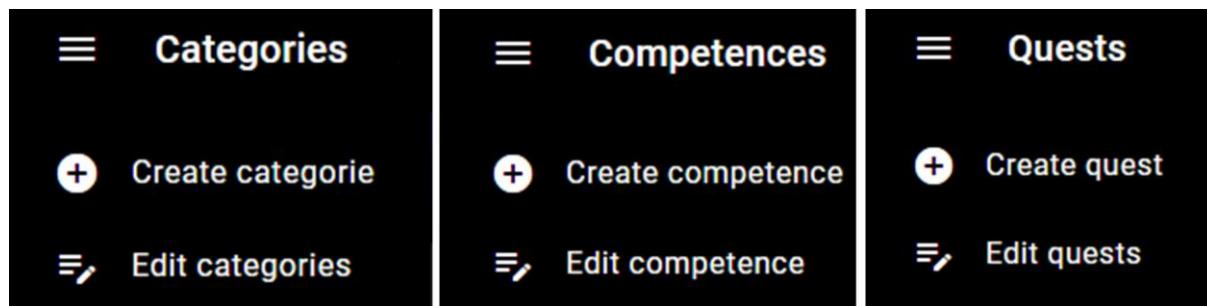 Categories
Create categorie
Edit categories
Competences
Create competence
Edit competence
Quests
Create quest
Edit quests